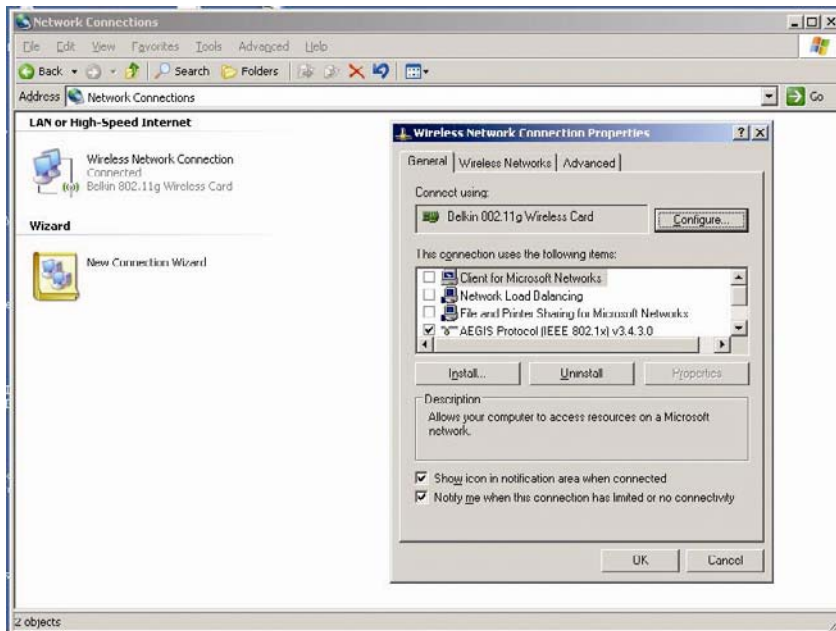 Network Connections
File Edit View Favorites Tools Advanced Help
Back Search Folders
Address Network Connections Go
LAN or High-Speed Internet
Wireless Network Connection
Connected
Belkin 802.11g Wireless Card
Wizard
New Connection Wizard
2 objects
Wireless Network Connection Properties
General Wireless Networks Advanced
Connect using:
Belkin 802.11g Wireless Card
Configure...
This connection uses the following items:
Client for Microsoft Networks
Network Load Balancing
File and Printer Sharing for Microsoft Networks
AEGIS Protocol (IEEE 802.1x) v3.4.3.0
Install... Uninstall Properties
Description
Allows your computer to access resources on a Microsoft
network.
Show icon in notification area when connected
Notify me when this connection has limited or no connectivity
OK Cancel